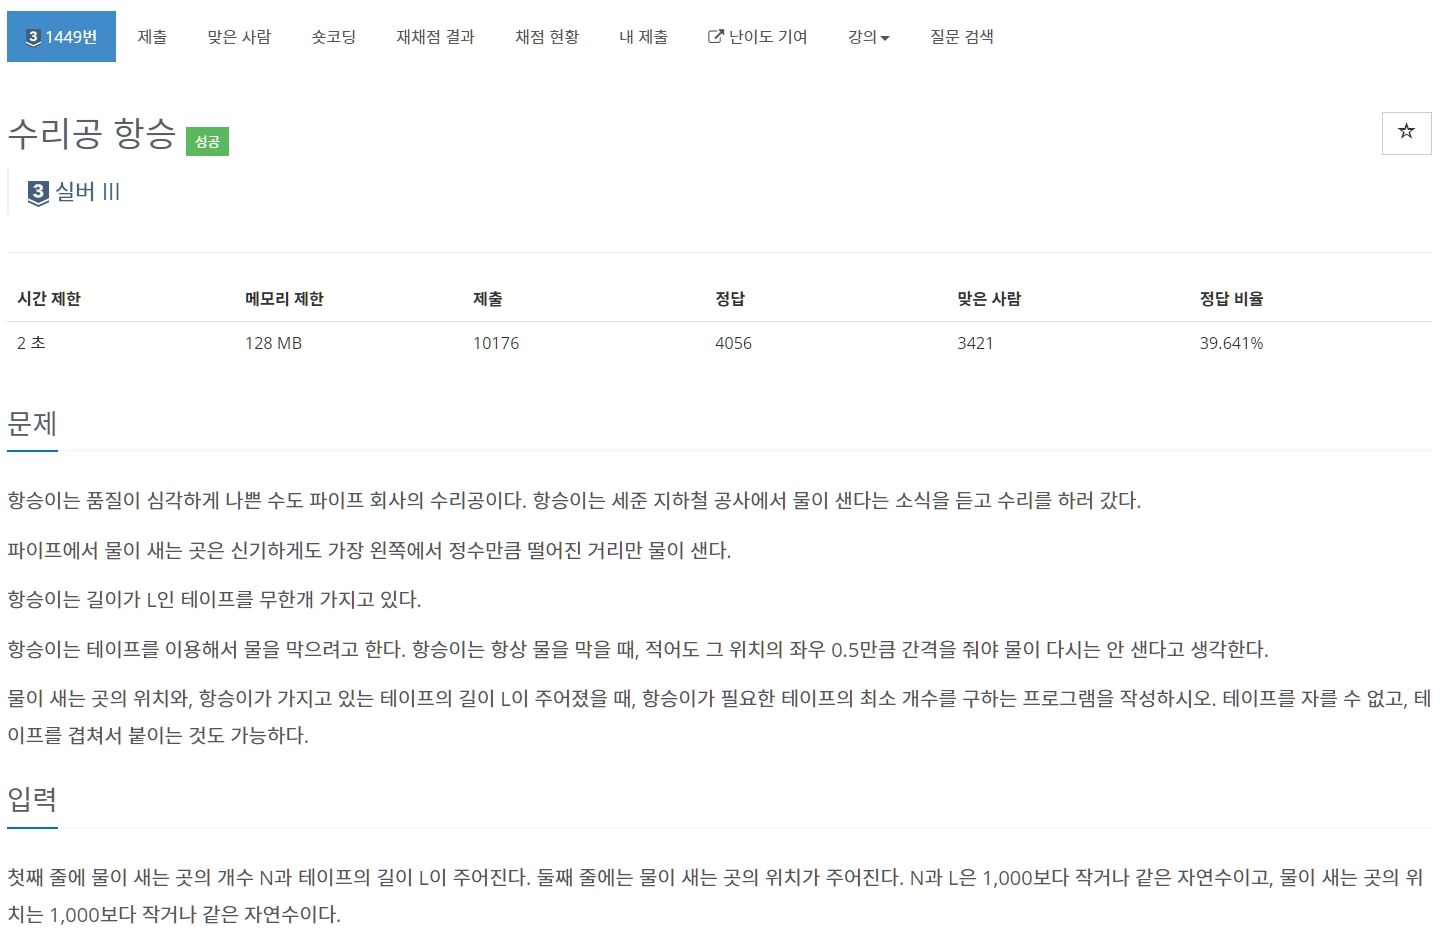 3 1449번 제출 맞은 사람 숏코딩 재채점 결과 채점 현황 내 제출 난이도 기여 강의 질문 검색
수리공 항승 성공
3 실버 III
시간 제한 메모리 제한 제출 정답 맞은 사람 정답 비율
2 초 128 MB 10176 4056 3421 39.641%
문제
항승이는 품질이 심각하게 나쁜 수도 파이프 회사의 수리공이다. 항승이는 세준 지하철 공사에서 물이 샌다는 소식을 듣고 수리를 하러 갔다.
파이프에서 물이 새는 곳은 신기하게도 가장 왼쪽에서 정수만큼 떨어진 거리만 물이 샌다.
항승이는 길이가 L인 테이프를 무한개 가지고 있다.
항승이는 테이프를 이용해서 물을 막으려고 한다. 항승이는 항상 물을 막을 때, 적어도 그 위치의 좌우 0.5만큼 간격을 줘야 물이 다시는 안 샌다고 생각한다.
물이 새는 곳의 위치와, 항승이가 가지고 있는 테이프의 길이 L이 주어졌을 때, 항승이가 필요한 테이프의 최소 개수를 구하는 프로그램을 작성하시오. 테이프를 자를 수 없고, 테
이프를 겹쳐서 붙이는 것도 가능하다.
입력
첫째 줄에 물이 새는 곳의 개수 N과 테이프의 길이 L이 주어진다. 둘째 줄에는 물이 새는 곳의 위치가 주어진다. N과 L은 1,000보다 작거나 같은 자연수이고, 물이 새는 곳의 위
치는 1,000보다 작거나 같은 자연수이다.